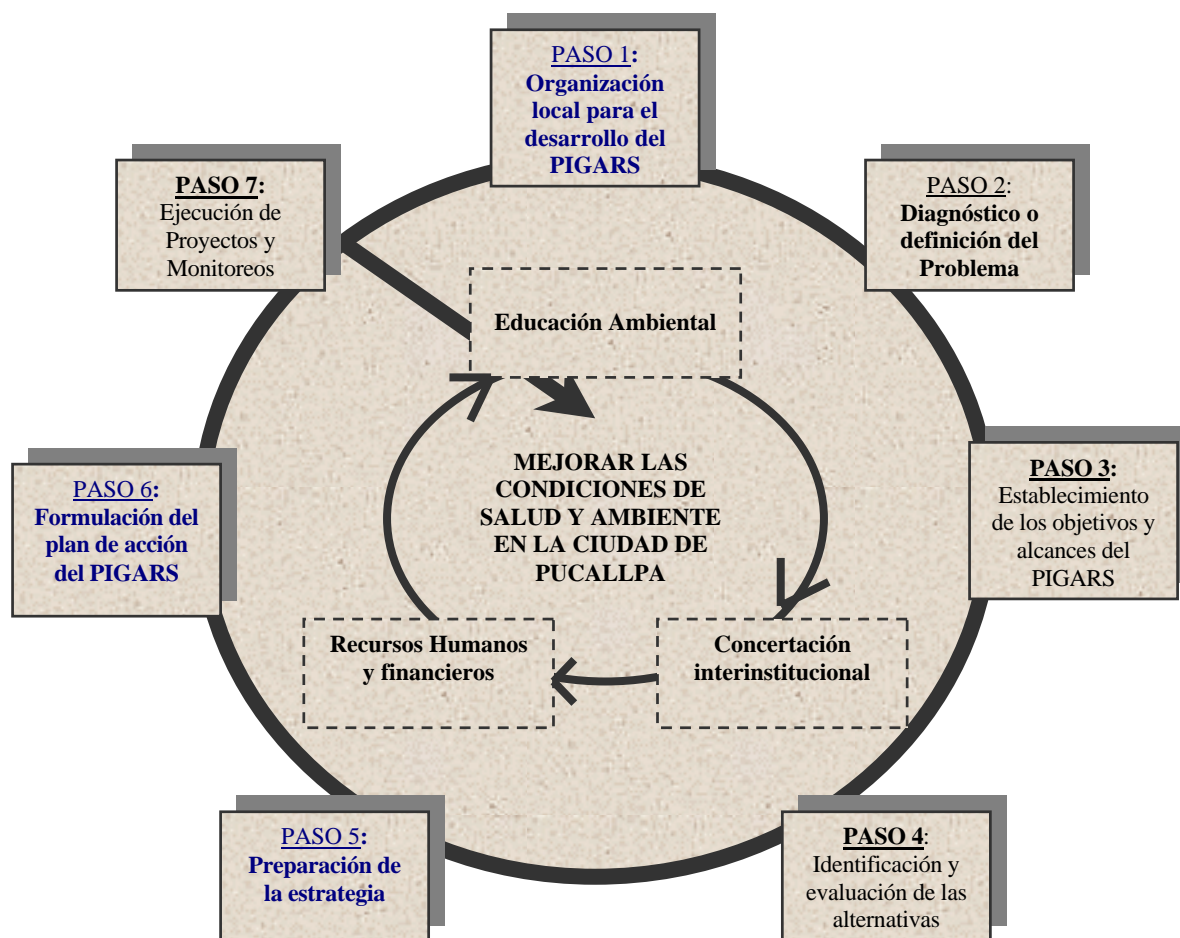 PASO 1:
Organización
local para el
desarrollo del
PIGARS
PASO 2:
Diagnóstico o
definición del
Problema
PASO 3:
Establecimiento
de los objetivos y
alcances del
PIGARS
PASO 4:
Identificación y
evaluación de las
alternativas
PASO 5:
Preparación de
la estrategia
PASO 6:
Formulación del
plan de acción
del PIGARS
PASO 7:
Ejecución de
Proyectos y
Monitoreos
Educación Ambiental
MEJORAR LAS
CONDICIONES DE
SALUD Y AMBIENTE
EN LA CIUDAD DE
PUCALLPA
Concertación
interinstitucional
Recursos Humanos
y financieros